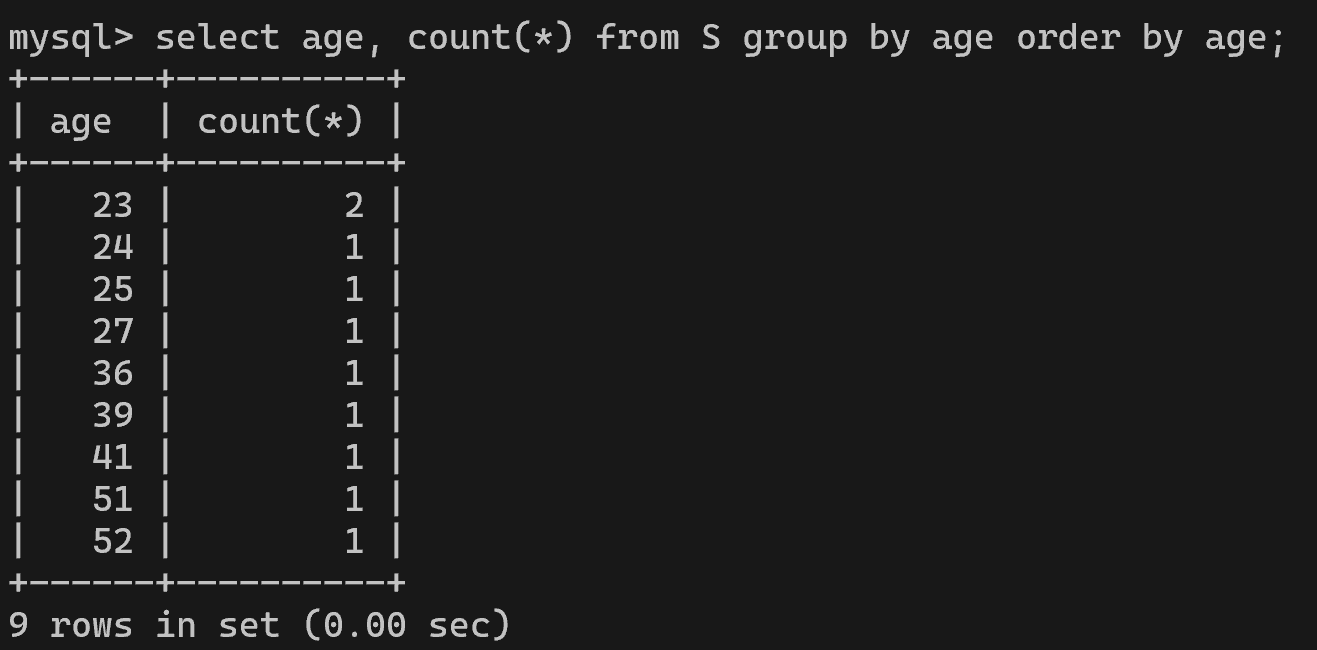 mysql> select age, count(*) from S group by age order by age;
+------+----------+
| age  | count(*) |
+------+----------+
|   23 |        2 |
|   24 |        1 |
|   25 |        1 |
|   27 |        1 |
|   36 |        1 |
|   39 |        1 |
|   41 |        1 |
|   51 |        1 |
|   52 |        1 |
+------+----------+
9 rows in set (0.00 sec)